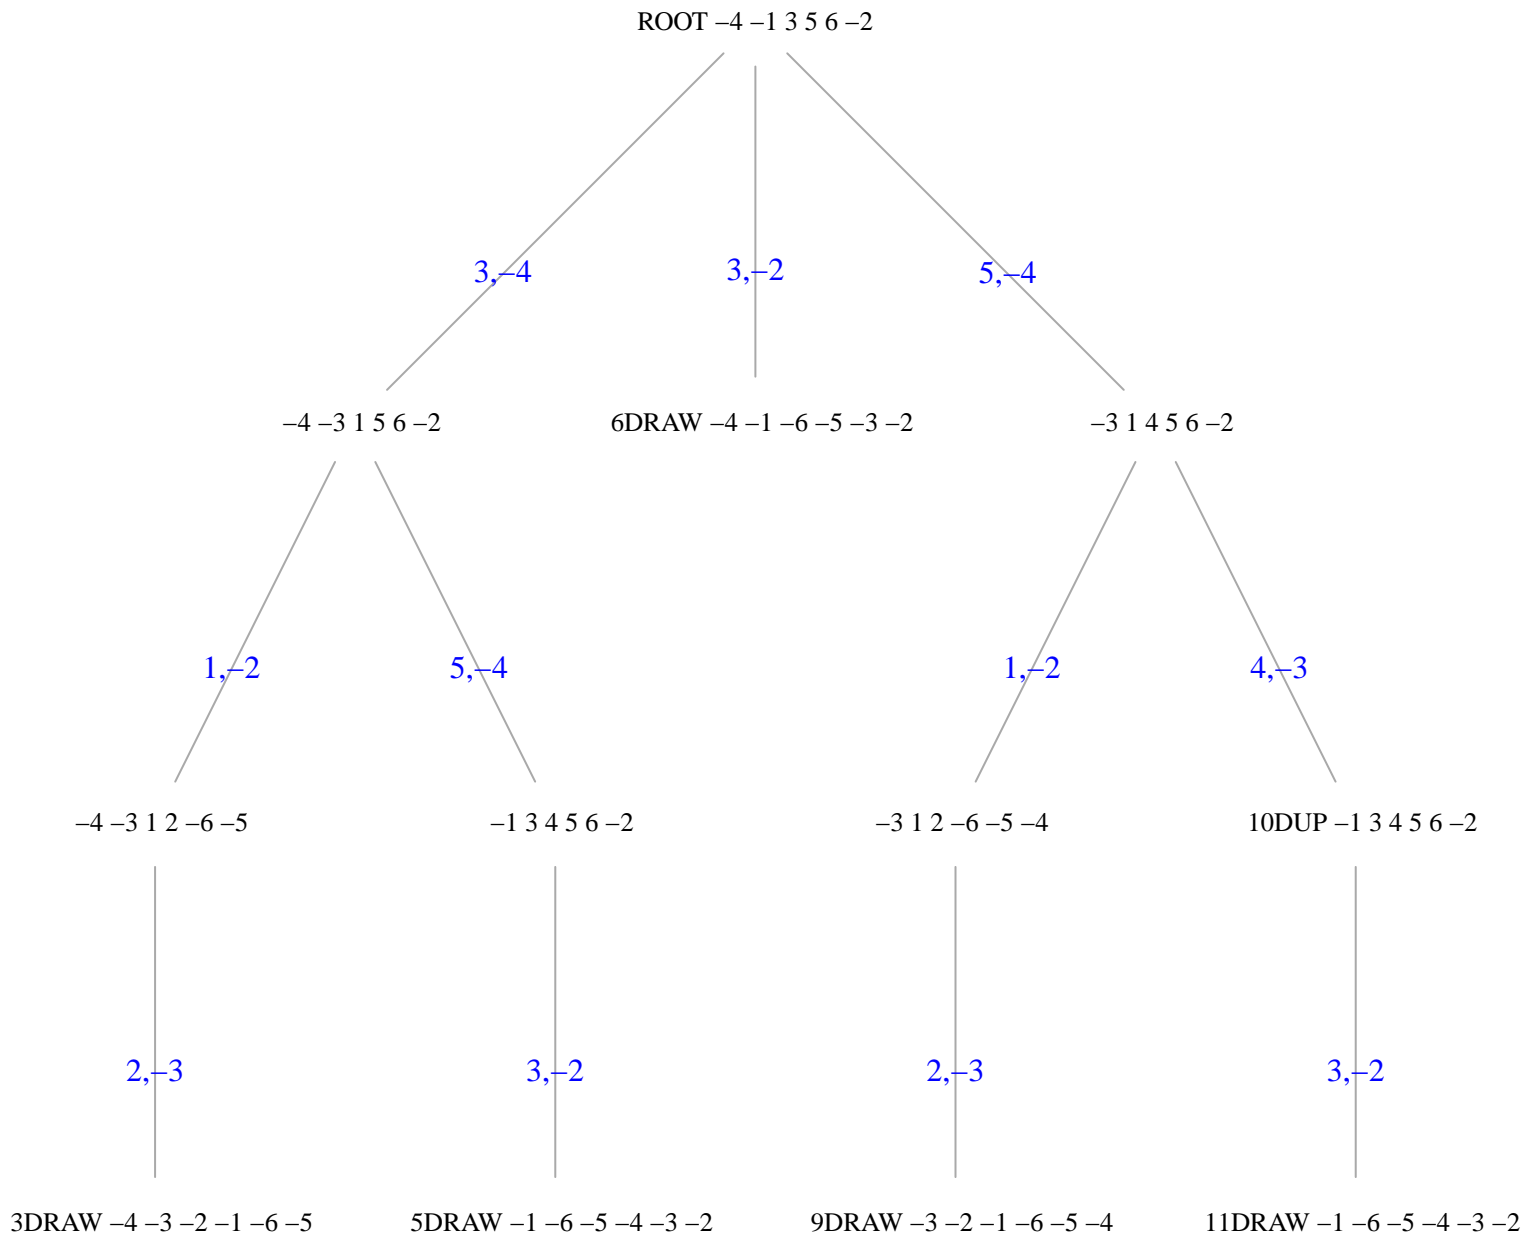 ROOT –4 –1 3 5 6 –2
3,–4
3,–2
5,–4
–4 –3 1 5 6 –2
6DRAW –4 –1 –6 –5 –3 –2
–3 1 4 5 6 –2
1,–2
5,–4
1,–2
4,–3
–4 –3 1 2 –6 –5
–1 3 4 5 6 –2
–3 1 2 –6 –5 –4
10DUP –1 3 4 5 6 –2
2,–3
3,–2
2,–3
3,–2
3DRAW –4 –3 –2 –1 –6 –5
5DRAW –1 –6 –5 –4 –3 –2
9DRAW –3 –2 –1 –6 –5 –4
11DRAW –1 –6 –5 –4 –3 –2